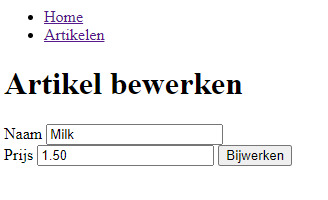 Home
Artikelen
Artikel bewerken
Naam Milk
Prijs 1.50 Bijwerken